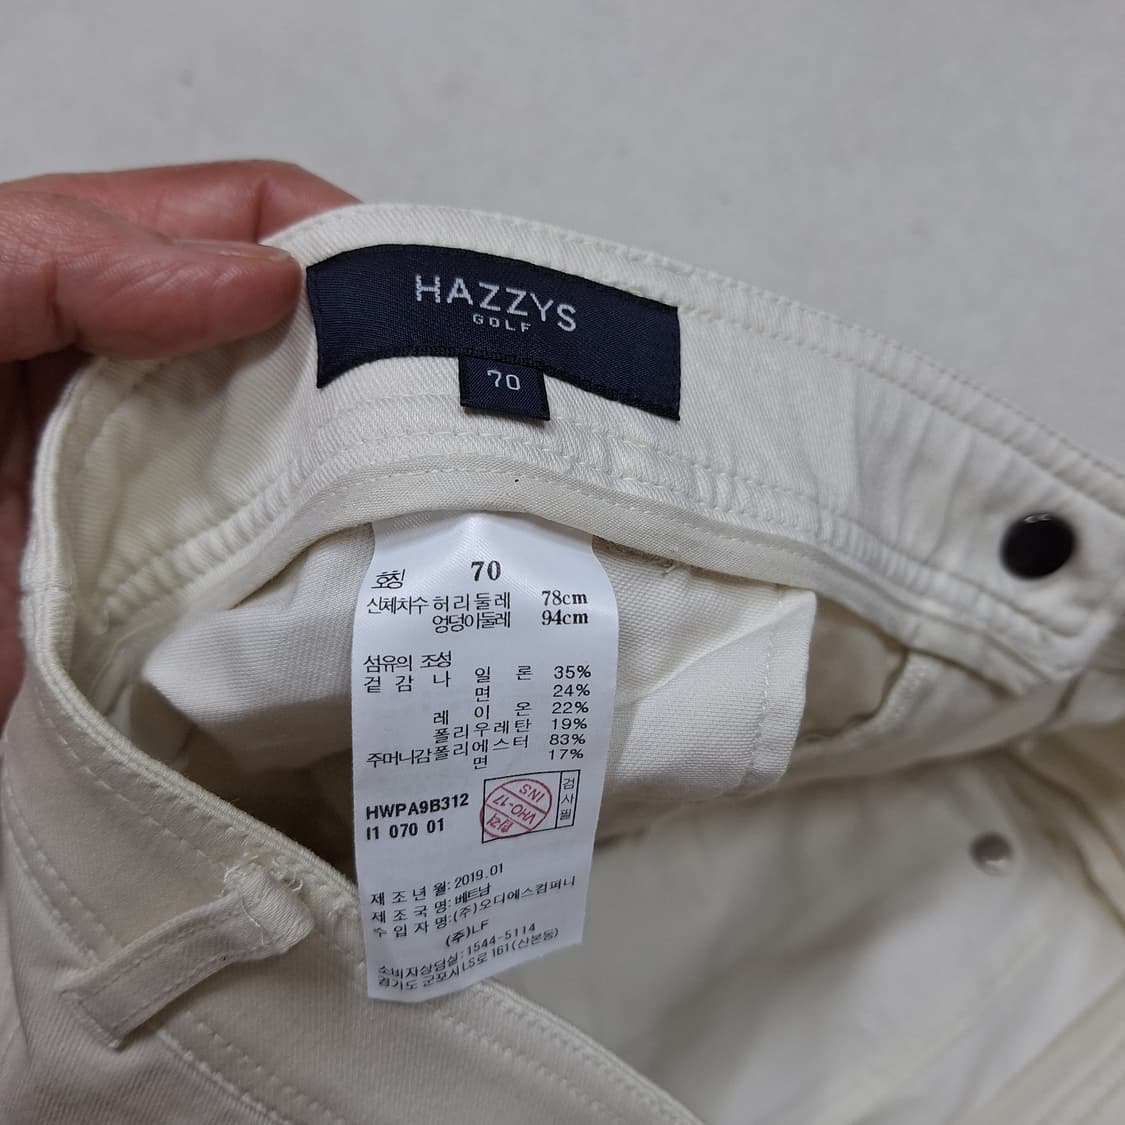 HAZZYS
GOLF
70
호칭 70
신체치수 허리둘레 78cm
엉덩이둘레 94cm
섬유의 조성
겉감 나일론 35%
면 24%
레이온 22%
폴리우레탄 19%
주머니감 폴리에스터 83%
면 17%
HWPA9B312
I1 070 01
검사필
INS
VHO-17
합격
제조년월: 2019.01
제조국명: 베트남
수입자명: (주)오디에스컴퍼니
(주)LF
소비자상담실: 1544-5114
경기도 군포시 LS로 161(산본동)